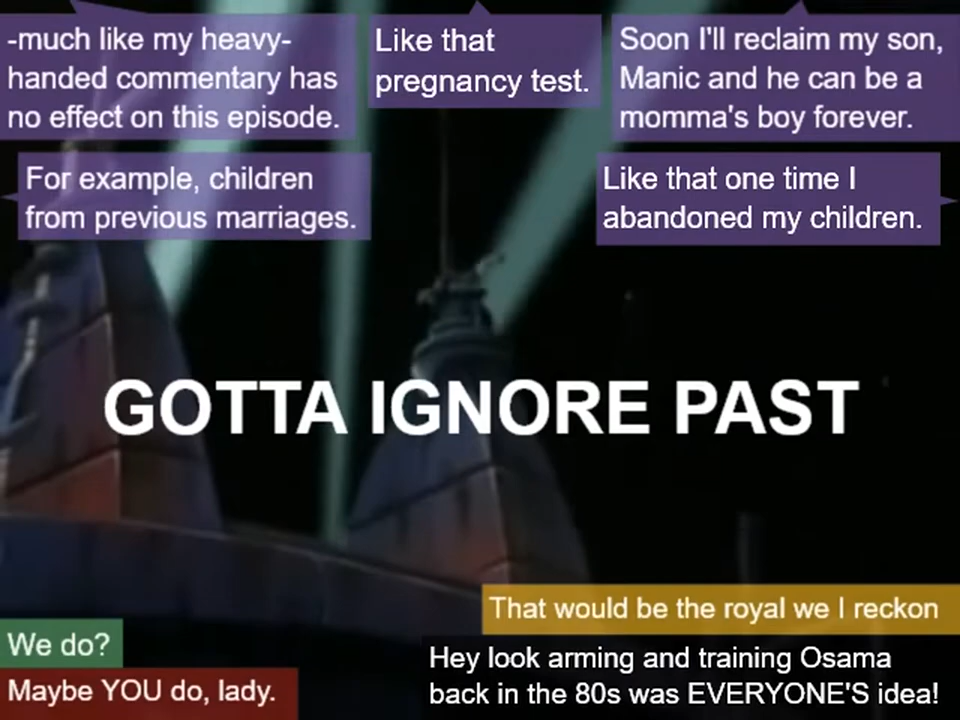 -much like my heavy-
handed commentary has
no effect on this episode.
Like that
pregnancy test.
Soon I'll reclaim my son,
Manic and he can be a
momma's boy forever.
For example, children
from previous marriages.
Like that one time I
abandoned my children.
GOTTA IGNORE PAST
That would be the royal we I reckon
We do?
Maybe YOU do, lady.
Hey look arming and training Osama
back in the 80s was EVERYONE'S idea!